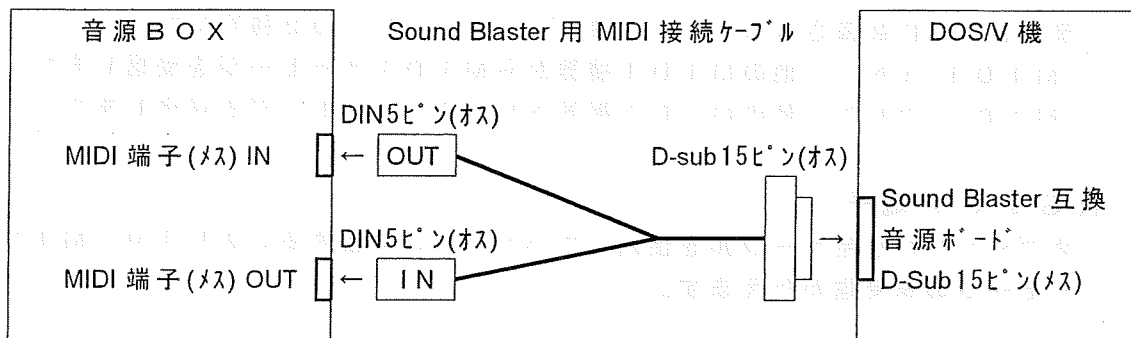 音源BOX
Sound Blaster 用 MIDI 接続ｹｰﾌﾞﾙ
DOS/V 機
DIN5ﾋﾟﾝ(ｵｽ)
MIDI 端子(ﾒｽ) IN
← OUT
D-sub15ﾋﾟﾝ(ｵｽ)
DIN5ﾋﾟﾝ(ｵｽ)
MIDI 端子(ﾒｽ) OUT
← IN
→
Sound Blaster 互換
音源ﾎﾞｰﾄﾞ
D-Sub15ﾋﾟﾝ(ﾒｽ)